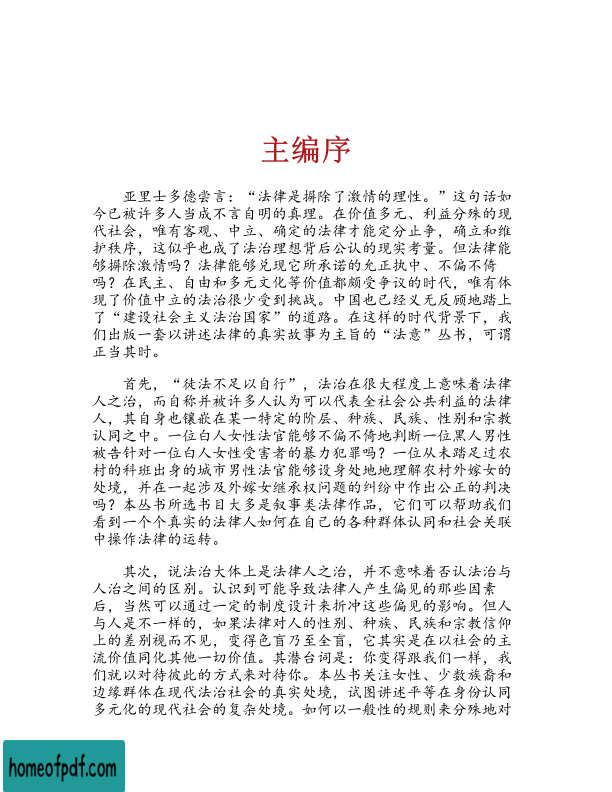 主编序
亚里士多德尝言：“法律是摒除了激情的理性。”这句话如
今已被许多人当成不言自明的真理。在价值多元、利益分殊的现
代社会，唯有客观、中立、确定的法律才能定分止争，确立和维
护秩序，这似乎也成了法治理想背后公认的现实考量。但法律能
够摒除激情吗？法律能够兑现它所承诺的允正执中、不偏不倚
吗？在民主、自由和多元文化等价值都颇受争议的时代，唯有体
现了价值中立的法治很少受到挑战。中国也已经义无反顾地踏上
了“建设社会主义法治国家”的道路。在这样的时代背景下，我
们出版一套以讲述法律的真实故事为主旨的“法意”丛书，可谓
正当其时。
首先，“徒法不足以自行”，法治在很大程度上意味着法律
人之治，而自称并被许多人认为可以代表全社会公共利益的法律
人，其自身也镶嵌在某一特定的阶层、种族、民族、性别和宗教
认同之中。一位白人女性法官能够不偏不倚地判断一位黑人男性
被告针对一位白人女性受害者的暴力犯罪吗？一位从未踏足过农
村的科班出身的城市男性法官能够设身处地地理解农村外嫁女的
处境，并在一起涉及外嫁女继承权问题的纠纷中作出公正的判决
吗？本丛书所选书目大多是叙事类法律作品，它们可以帮助我们
看到一个个真实的法律人如何在自己的各种群体认同和社会关联
中操作法律的运转。
其次，说法治大体上是法律人之治，并不意味着否认法治与
人治之间的区别。认识到可能导致法律人产生偏见的那些因素
后，当然可以通过一定的制度设计来折冲这些偏见的影响。但人
与人是不一样的，如果法律对人的性别、种族、民族和宗教信仰
上的差别视而不见，变得色盲乃至全盲，它其实是在以社会的主
流价值同化其他一切价值。其潜台词是：你变得跟我们一样，我
们就以对待彼此的方式来对待你。本丛书关注女性、少数族裔和
边缘群体在现代法治社会的真实处境，试图讲述平等在身份认同
多元化的现代社会的复杂处境。如何以一般性的规则来分殊地对
homeofpdf.com